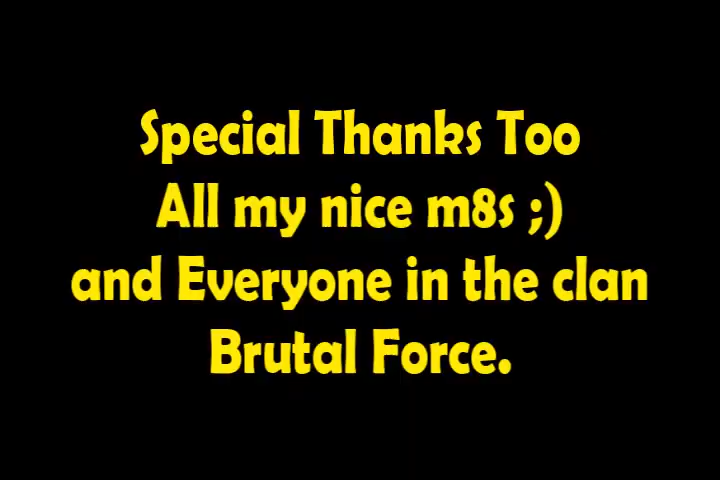 Special Thanks Too
All my nice m8s ;)
and Everyone in the clan
Brutal Force.